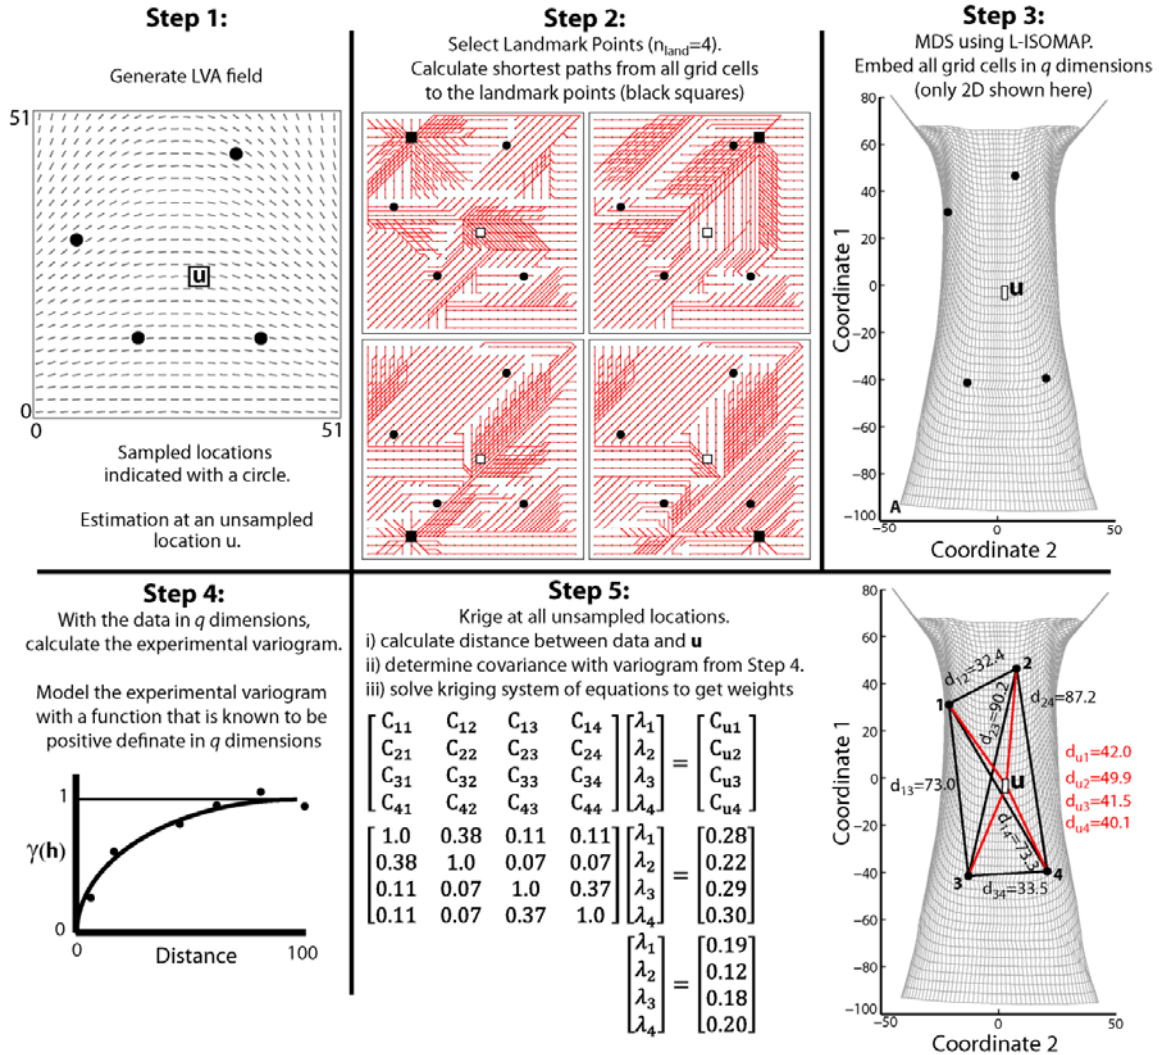 Step 1:
Generate LVA field
51
u
0
0
51
Sampled locations
indicated with a circle.
Estimation at an unsampled
location u.
Step 2:
Select Landmark Points (nland=4).
Calculate shortest paths from all grid cells
to the landmark points (black squares)
Step 3:
MDS using L-ISOMAP.
Embed all grid cells in q dimensions
(only 2D shown here)
80
60
40
20
0
−20
−40
−60
−80
−100
Coordinate 1
u
A
−50
0
50
Coordinate 2
Step 4:
With the data in q dimensions,
calculate the experimental variogram.
Model the experimental variogram
with a function that is known to be
positive definate in q dimensions
1
γ(h)
0
0
Distance
100
Step 5:
Krige at all unsampled locations.
i) calculate distance between data and u
ii) determine covariance with variogram from Step 4.
iii) solve kriging system of equations to get weights
C11 C12 C13 C14 λ1 Cu1
C21 C22 C23 C24 λ2 = Cu2
C31 C32 C33 C34 λ3 Cu3
C41 C42 C43 C44 λ4 Cu4
1.0 0.38 0.11 0.11 λ1 0.28
0.38 1.0 0.07 0.07 λ2 = 0.22
0.11 0.07 1.0 0.37 λ3 0.29
0.11 0.07 0.37 1.0 λ4 0.30
λ1 0.19
λ2 = 0.12
λ3 0.18
λ4 0.20
80
60
40
20
0
−20
−40
−60
−80
−100
Coordinate 1
d12=32.4
2
d23=90.2
d24=87.2
1
du1=42.0
du2=49.9
du3=41.5
du4=40.1
d13=73.0
u
d14=73.3
3
4
d34=33.5
−50
0
50
Coordinate 2